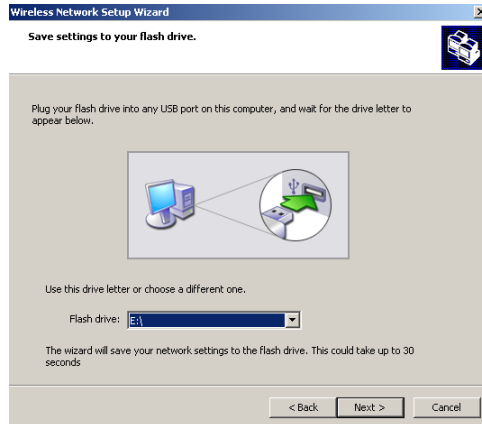 Wireless Network Setup Wizard
Save settings to your flash drive.
Plug your flash drive into any USB port on this computer, and wait for the drive letter to
appear below.
Use this drive letter or choose a different one.
Flash drive: E:\
The wizard will save your network settings to the flash drive. This could take up to 30
seconds
< Back Next > Cancel